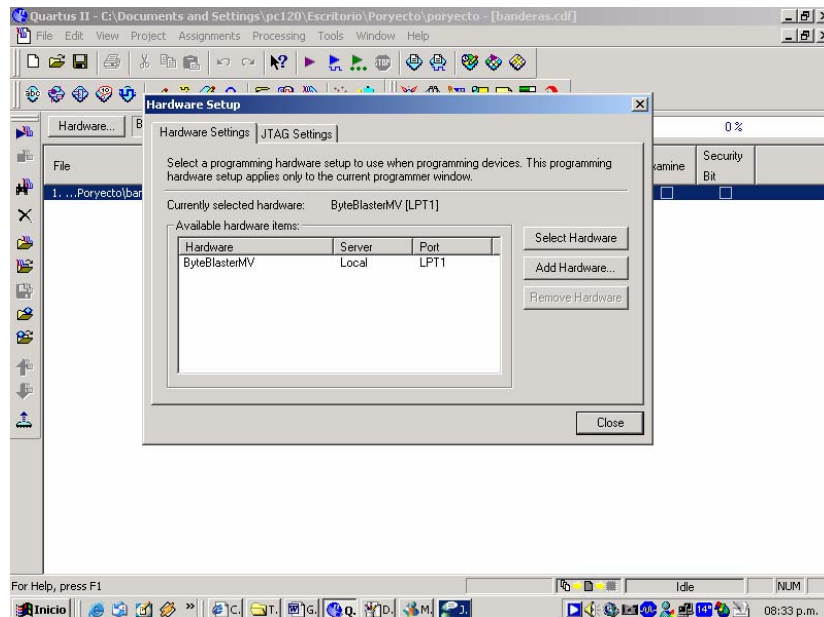 Quartus II - C:\Documents and Settings\pc120\Escritorio\Poryecto\poryecto - [banderas.cdf]
File Edit View Project Assignments Processing Tools Window Help
Hardware Setup
Hardware...
0 %
Hardware Settings JTAG Settings
File
Select a programming hardware setup to use when programming devices. This programming
hardware setup applies only to the current programmer window.
Security
Bit
1. ...Poryecto\bar
Currently selected hardware: ByteBlasterMV [LPT1]
Available hardware items:
Hardware Server Port
ByteBlasterMV Local LPT1
Select Hardware
Add Hardware...
Remove Hardware
Close
For Help, press F1
Idle NUM
Inicio C. T. G. Q. D. M. J. 14° 08:33 p.m.